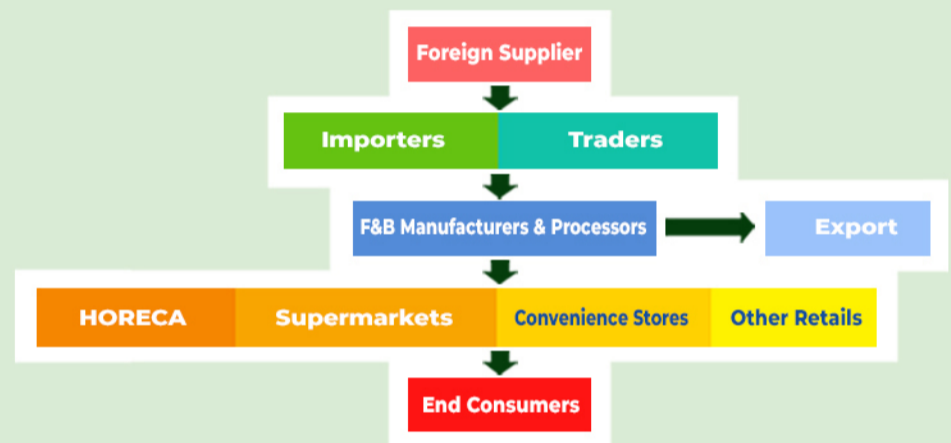 Foreign Supplier
Importers Traders
F&B Manufacturers & Processors Export
HORECA Supermarkets Convenience Stores Other Retails
End Consumers